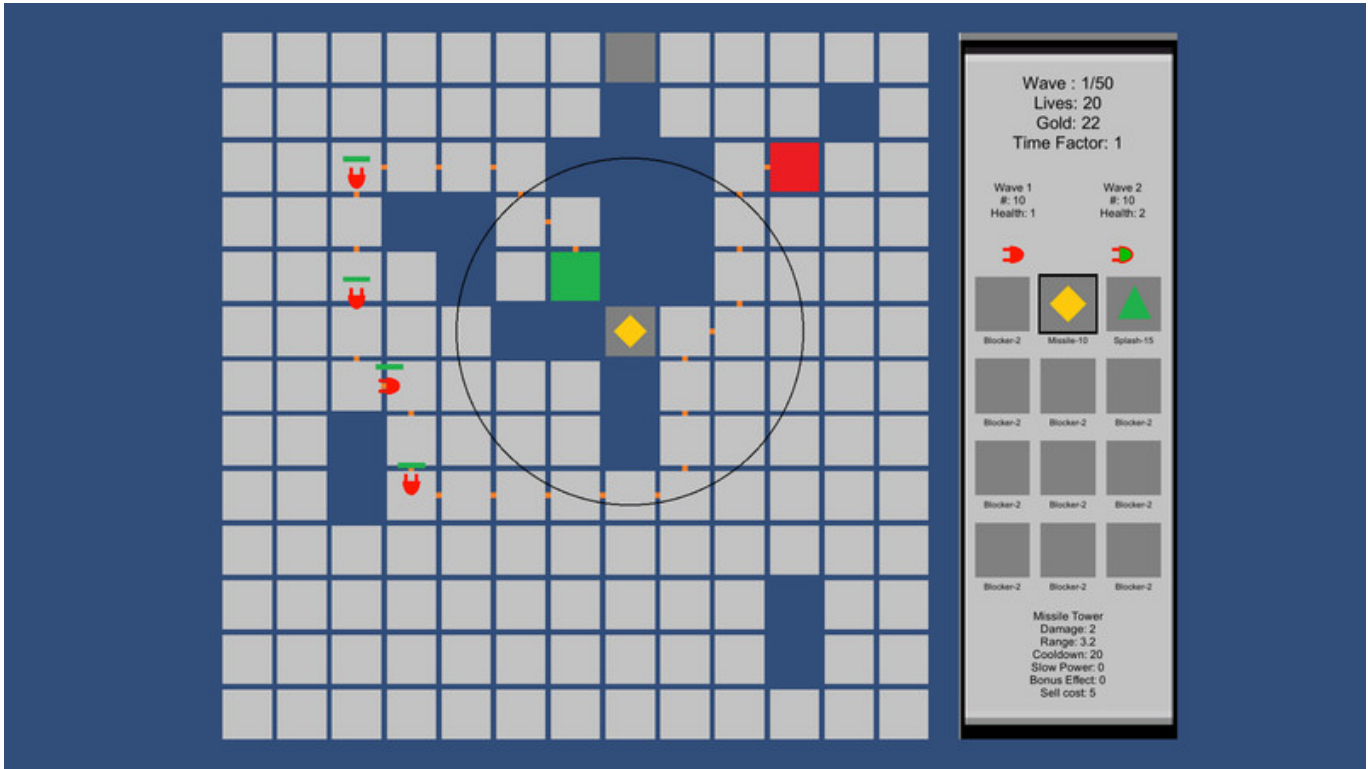 Wave : 1/50
Lives: 20
Gold: 22
Time Factor: 1
Wave 1
#: 10
Health: 1
Wave 2
#: 10
Health: 2
Blocker-2 Missile-10 Splash-15
Blocker-2 Blocker-2 Blocker-2
Blocker-2 Blocker-2 Blocker-2
Blocker-2 Blocker-2 Blocker-2
Missile Tower
Damage: 2
Range: 3.2
Cooldown: 20
Slow Power: 0
Bonus Effect: 0
Sell cost: 5